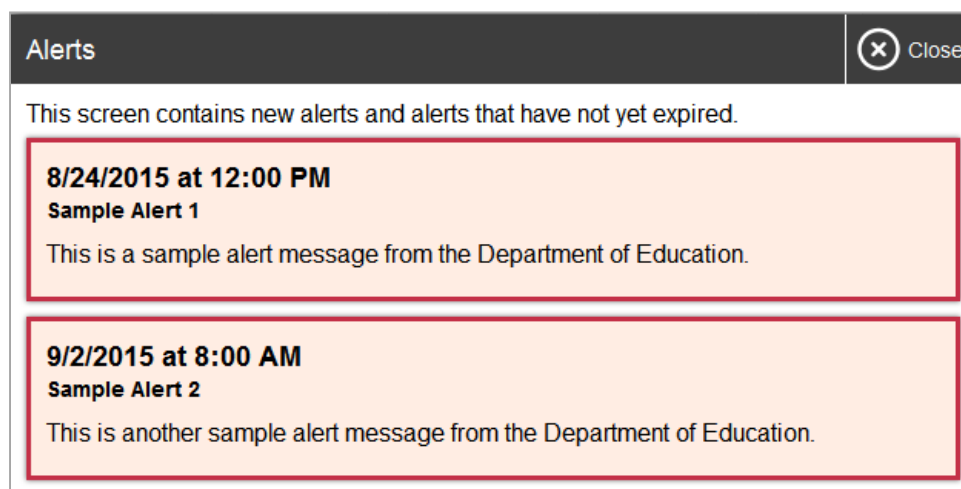 Alerts
Close
This screen contains new alerts and alerts that have not yet expired.
8/24/2015 at 12:00 PM
Sample Alert 1
This is a sample alert message from the Department of Education.
9/2/2015 at 8:00 AM
Sample Alert 2
This is another sample alert message from the Department of Education.